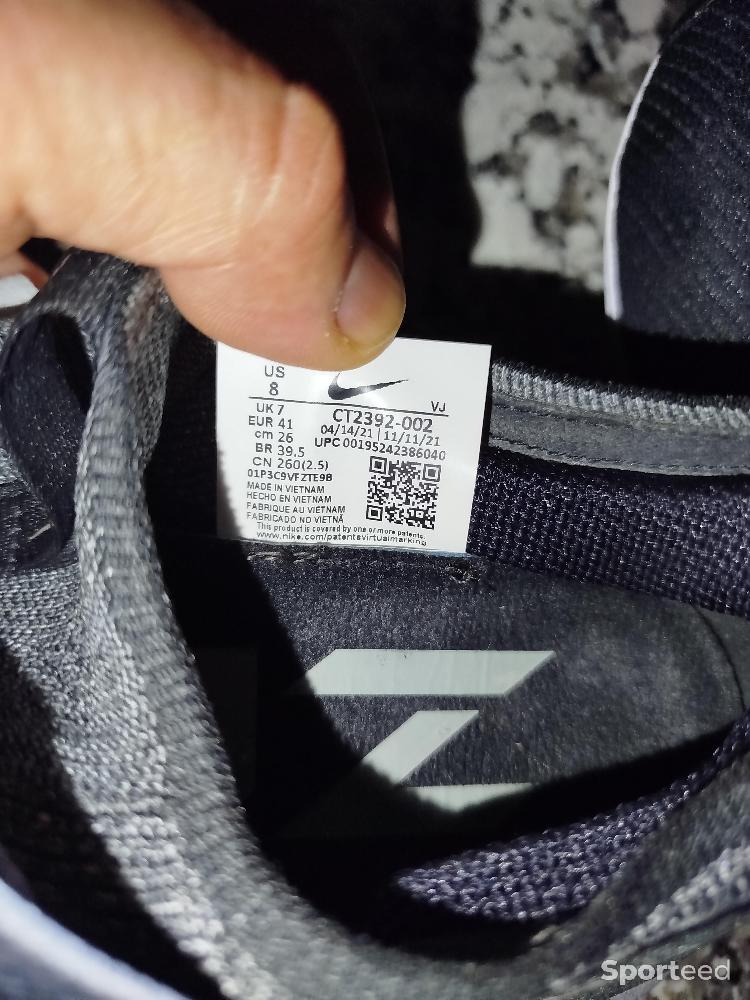 US
8
VJ
UK 7
EUR 41
cm 26
BR 39.5
CN 260(2.5)
CT2392-002
04/14/21 | 11/11/21
UPC 00195242386040
01P3C9VFZTE9B
MADE IN VIETNAM
HECHO EN VIETNAM
FABRIQUE AU VIETNAM
FABRICADO NO VIETNÃ
This product is covered by one or more patents.
www.nike.com/patentsvirtualmarking
Z
Sporteed